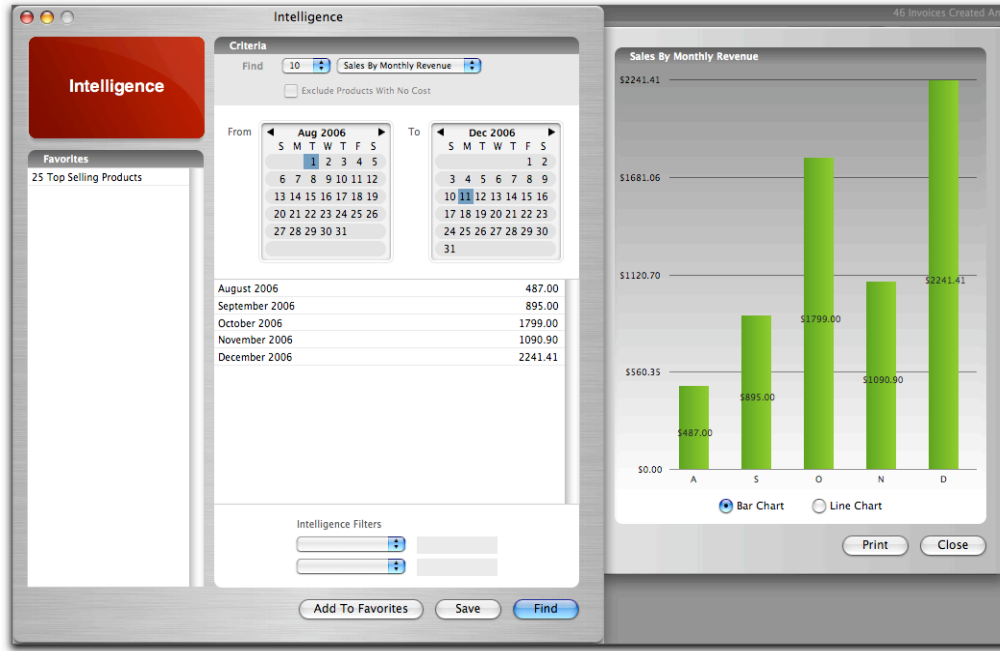 Intelligence
46 Invoices Created
Intelligence
Criteria
Find 10 Sales By Monthly Revenue
Exclude Products With No Cost
From Aug 2006
S M T W T F S
1 2 3 4 5
6 7 8 9 10 11 12
13 14 15 16 17 18 19
20 21 22 23 24 25 26
27 28 29 30 31
To Dec 2006
S M T W T F S
1 2
3 4 5 6 7 8 9
10 11 12 13 14 15 16
17 18 19 20 21 22 23
24 25 26 27 28 29 30
31
Favorites
25 Top Selling Products
August 2006 487.00
September 2006 895.00
October 2006 1799.00
November 2006 1090.90
December 2006 2241.41
Intelligence Filters
Add To Favorites Save Find
Sales By Monthly Revenue
$2241.41
$1681.06
$1120.70
$560.35
$0.00
$487.00
$895.00
$1799.00
$1090.90
$2241.41
A S O N D
Bar Chart Line Chart
Print Close